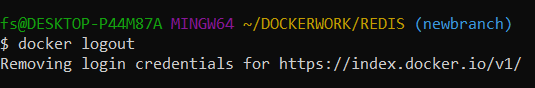 fs@DESKTOP-P44M87A MINGW64 ~/DOCKERWORK/REDIS (newbranch)
$ docker logout
Removing login credentials for https://index.docker.io/v1/